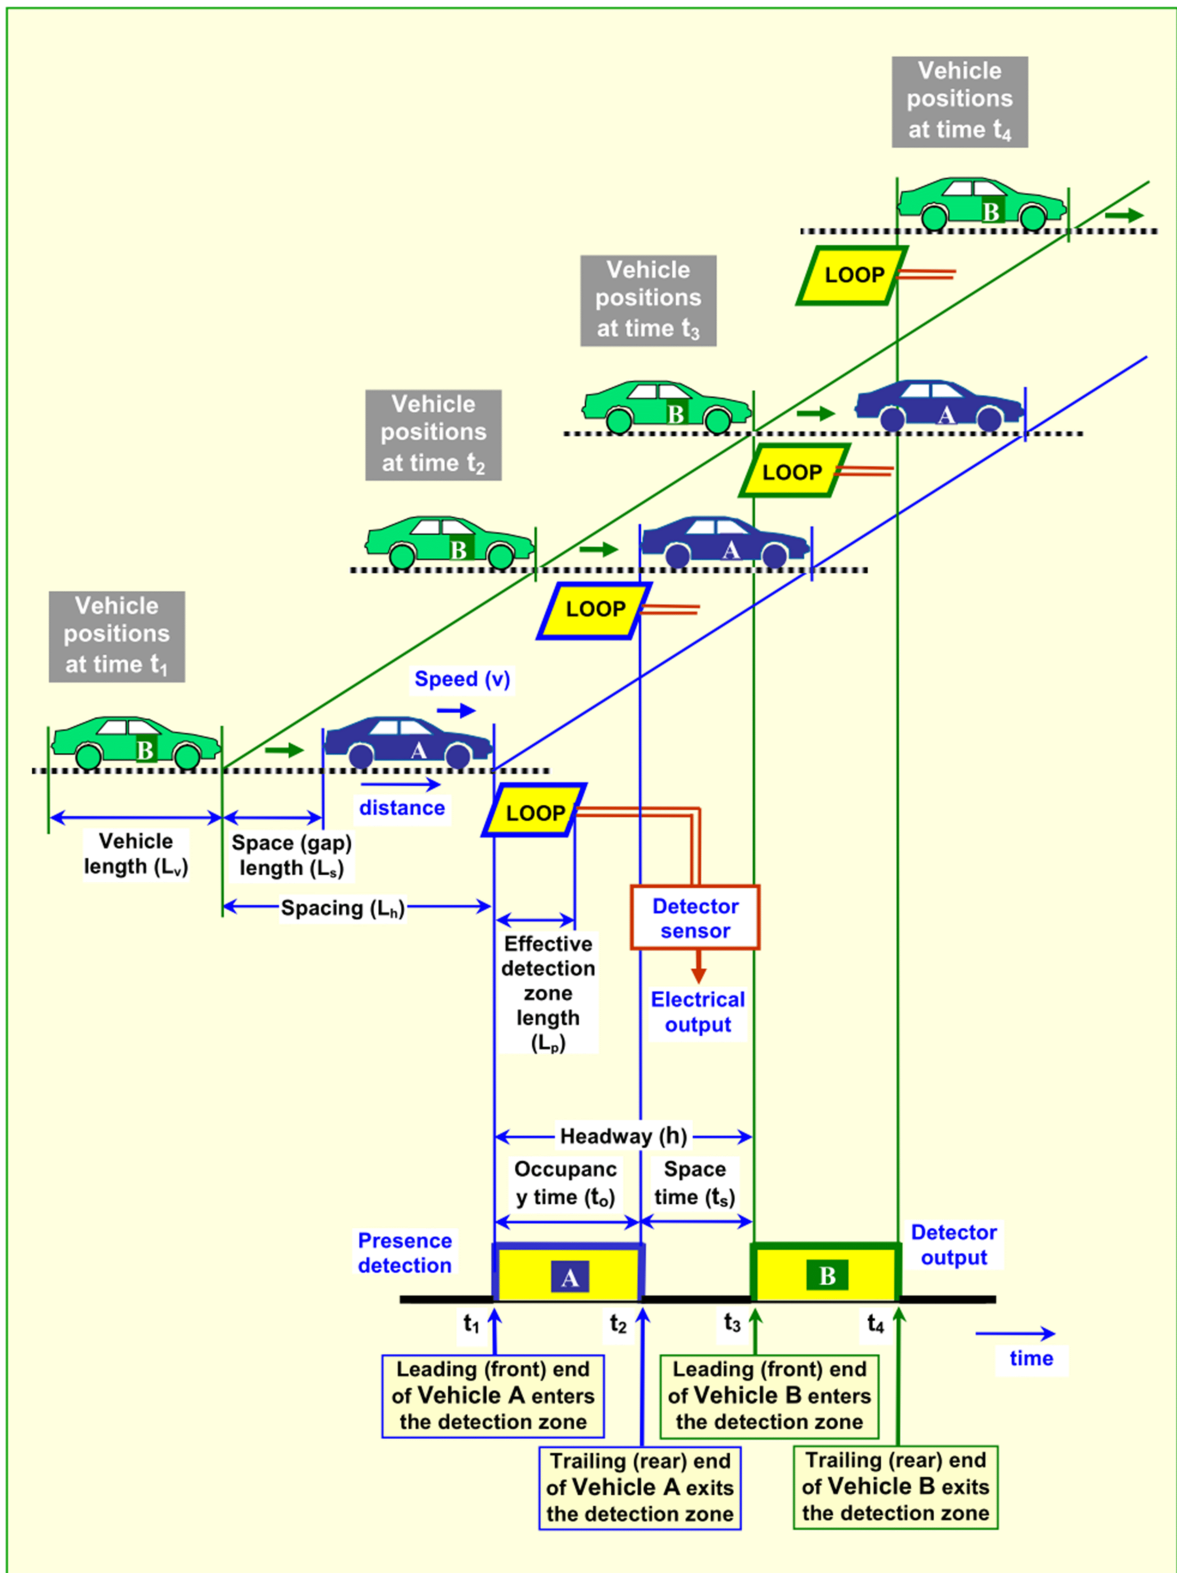 Vehicle
positions
at time t4
B
LOOP
Vehicle
positions
at time t3
B
A
LOOP
Vehicle
positions
at time t2
B
A
LOOP
Vehicle
positions
at time t1
Speed (v)
B
A
distance
LOOP
Vehicle
length (Lv)
Space (gap)
length (Ls)
Spacing (Lh)
Detector
sensor
Effective
detection
zone
length
(Lp)
Electrical
output
Headway (h)
Occupanc
y time (to)
Space
time (ts)
Presence
detection
Detector
output
A
B
t1
t2
t3
t4
time
Leading (front) end
of Vehicle A enters
the detection zone
Leading (front) end
of Vehicle B enters
the detection zone
Trailing (rear) end
of Vehicle A exits
the detection zone
Trailing (rear) end
of Vehicle B exits
the detection zone